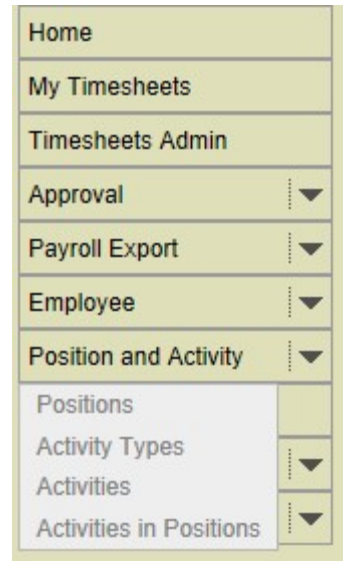 Home
My Timesheets
Timesheets Admin
Approval
Payroll Export
Employee
Position and Activity
Positions
Activity Types
Activities
Activities in Positions